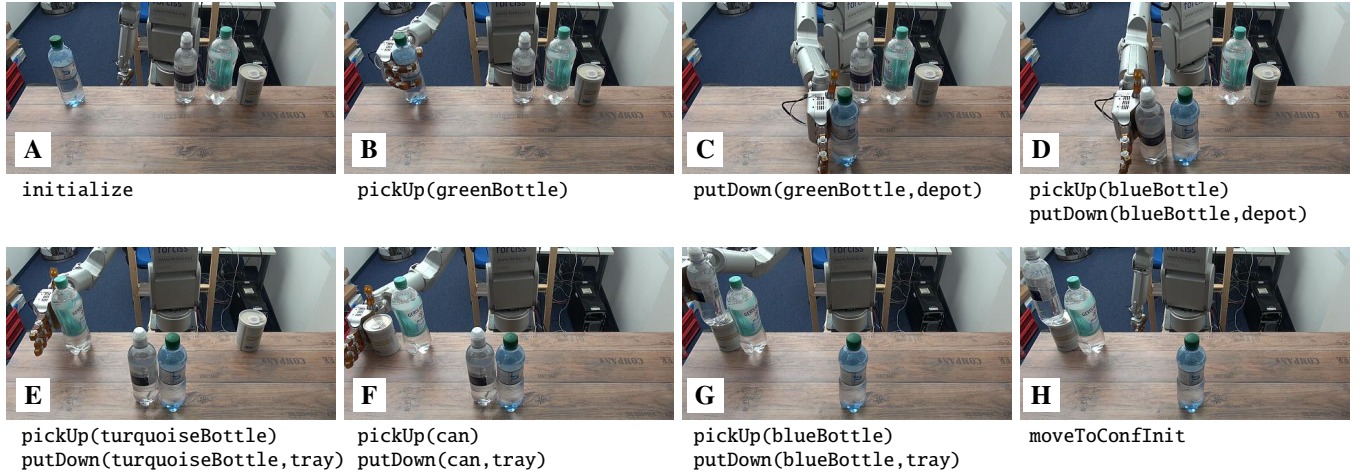 A
initialize
B
pickUp(greenBottle)
C
putDown(greenBottle,depot)
D
pickUp(blueBottle)
putDown(blueBottle,depot)
E
pickUp(turquoiseBottle)
putDown(turquoiseBottle,tray)
F
pickUp(can)
putDown(can,tray)
G
pickUp(blueBottle)
putDown(blueBottle,tray)
H
moveToConfInit